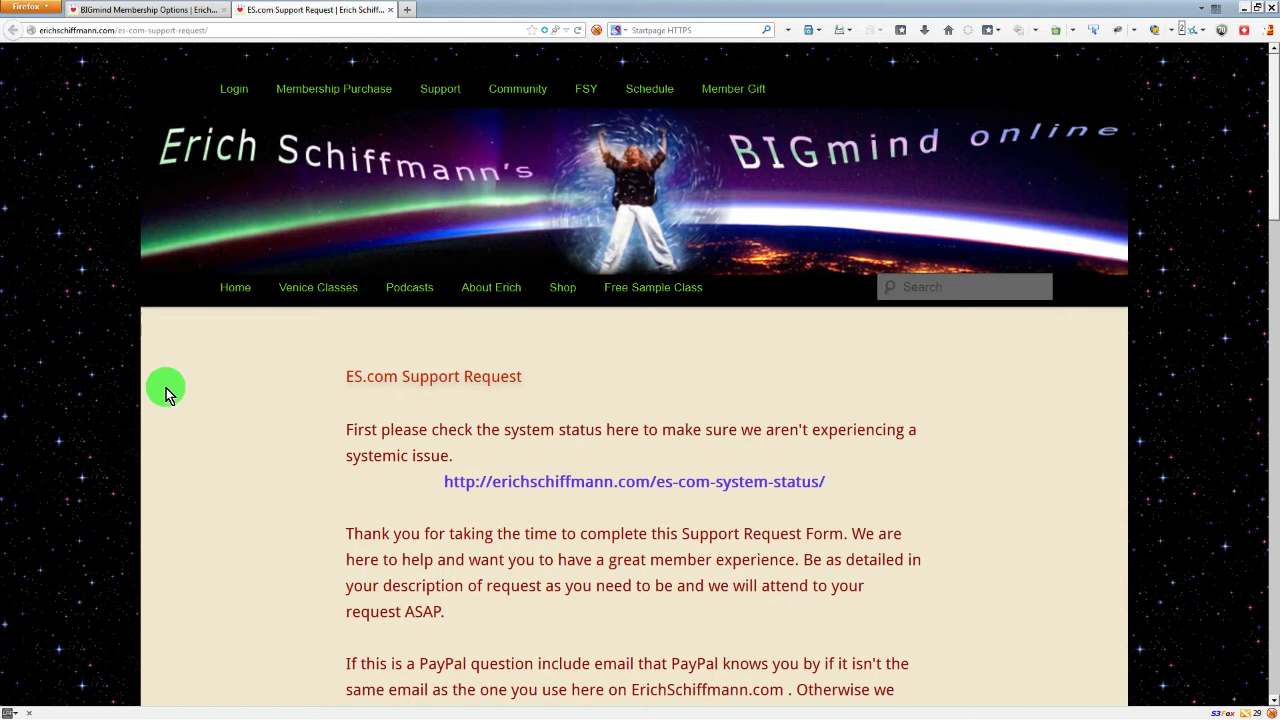 Firefox
BIGmind Membership Options | Erich...
ES.com Support Request | Erich Schiff...
erichschiffmann.com/es-com-support-request/
Startpage HTTPS
Login Membership Purchase Support Community FSY Schedule Member Gift
Erich Schiffmann's BIGmind online
Home Venice Classes Podcasts About Erich Shop Free Sample Class
Search
ES.com Support Request
First please check the system status here to make sure we aren't experiencing a
systemic issue.
http://erichschiffmann.com/es-com-system-status/
Thank you for taking the time to complete this Support Request Form. We are
here to help and want you to have a great member experience. Be as detailed in
your description of request as you need to be and we will attend to your
request ASAP.
If this is a PayPal question include email that PayPal knows you by if it isn't the
same email as the one you use here on ErichSchiffmann.com . Otherwise we
S3Fox 29